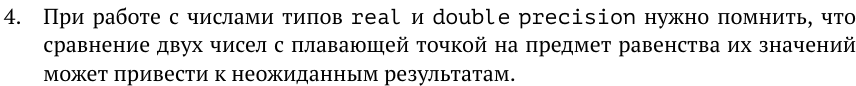 4. При работе с числами типов real и double precision нужно помнить, что
сравнение двух чисел с плавающей точкой на предмет равенства их значений
может привести к неожиданным результатам.